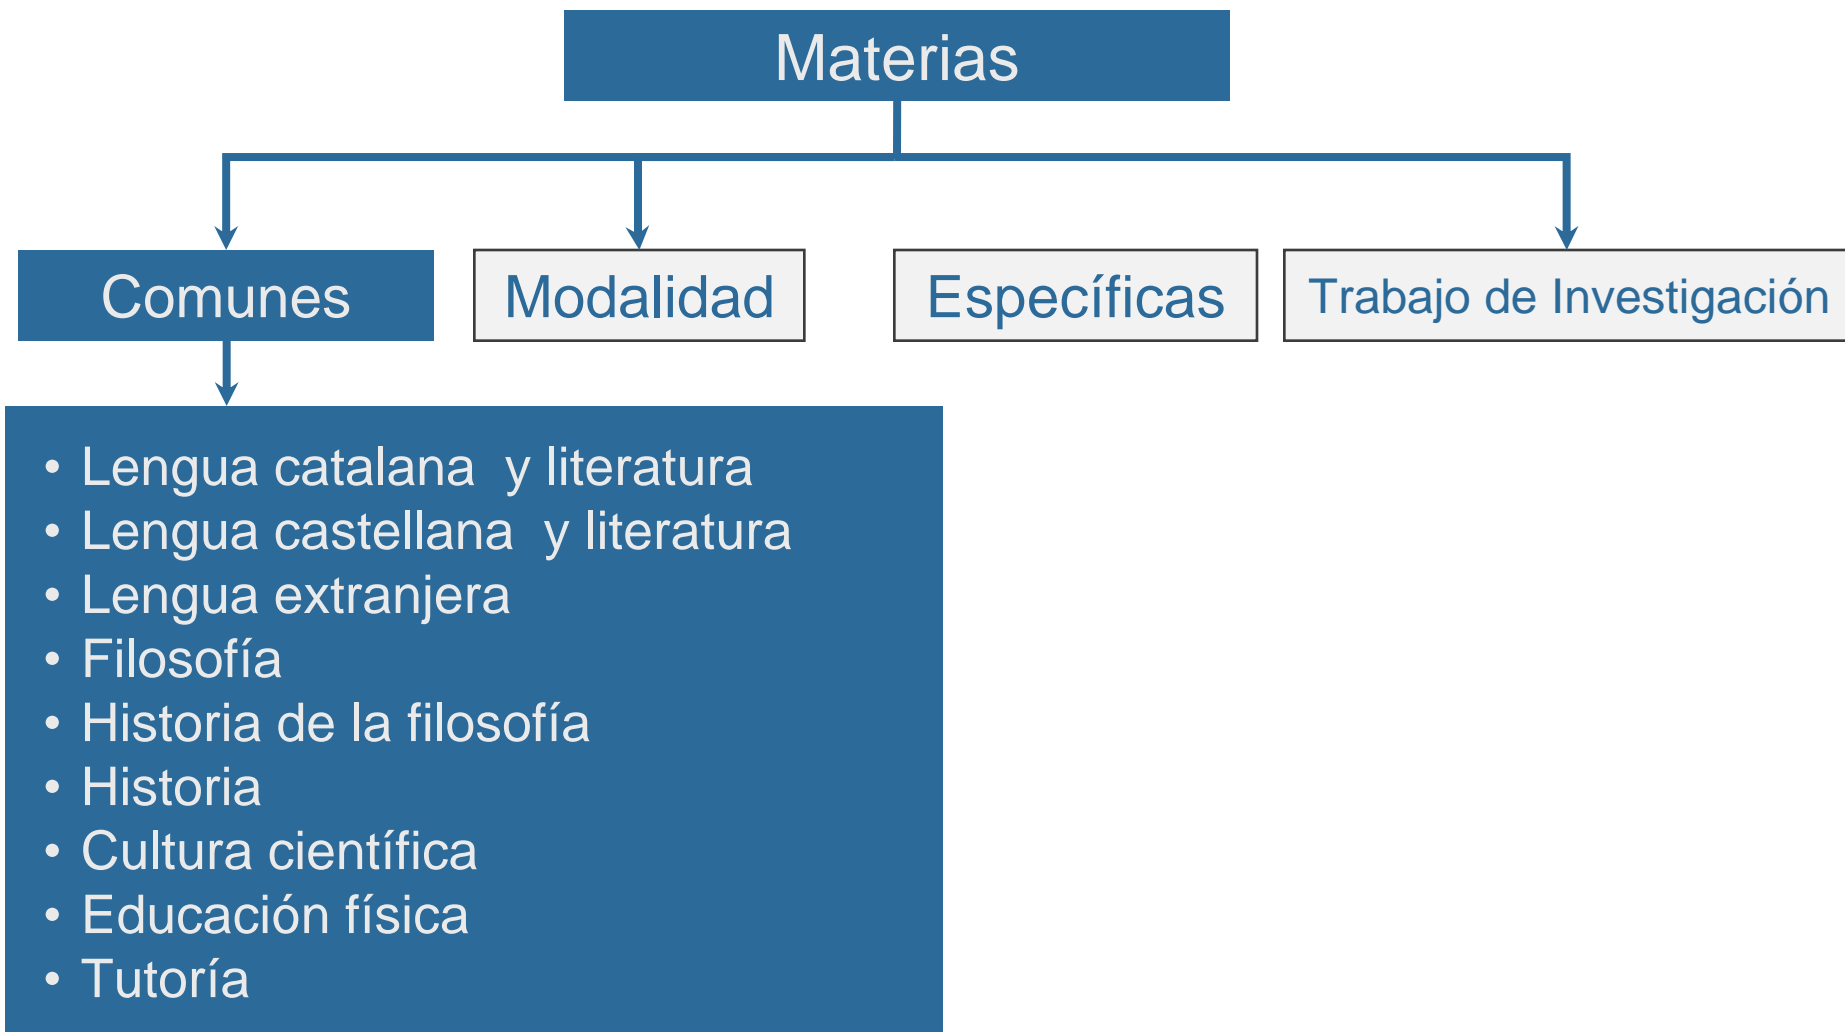 Materias
Comunes
Modalidad
Específicas
Trabajo de Investigación
• Lengua catalana  y literatura
• Lengua castellana  y literatura
• Lengua extranjera
• Filosofía
• Historia de la filosofía
• Historia
• Cultura científica
• Educación física
• Tutoría